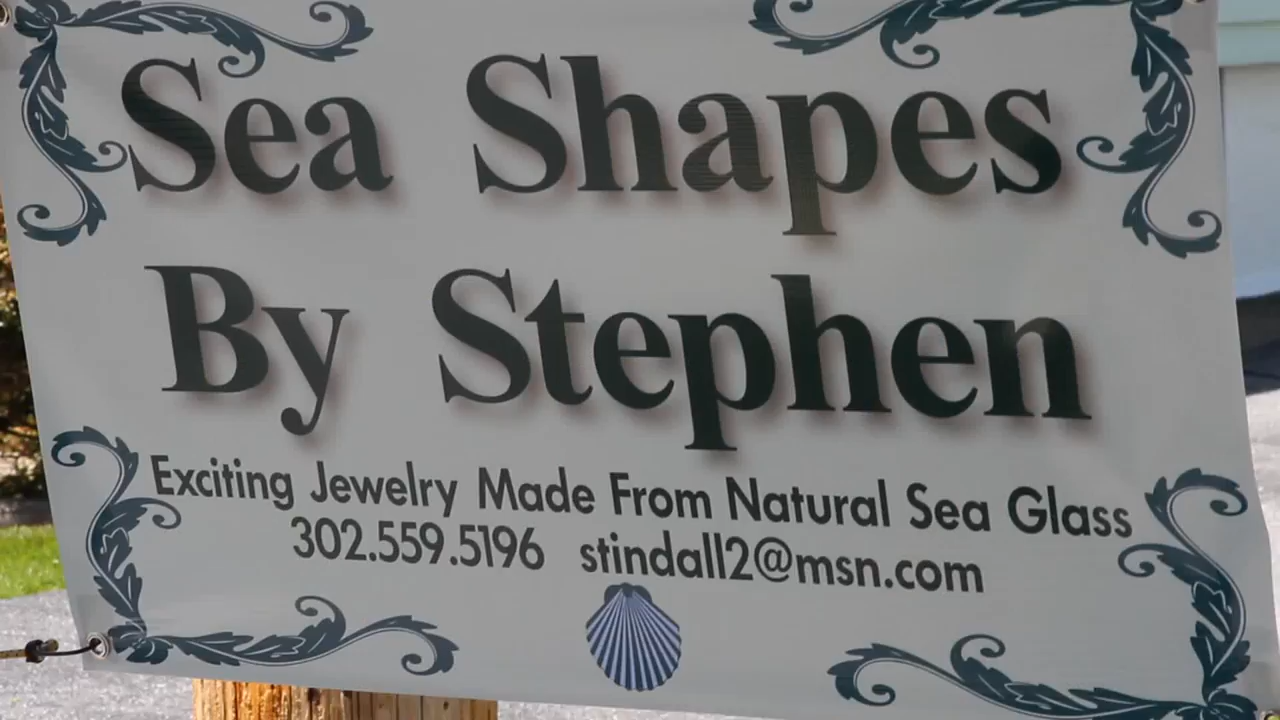 Sea Shapes
By Stephen
Exciting Jewelry Made From Natural Sea Glass
302.559.5196 stindall2@msn.com